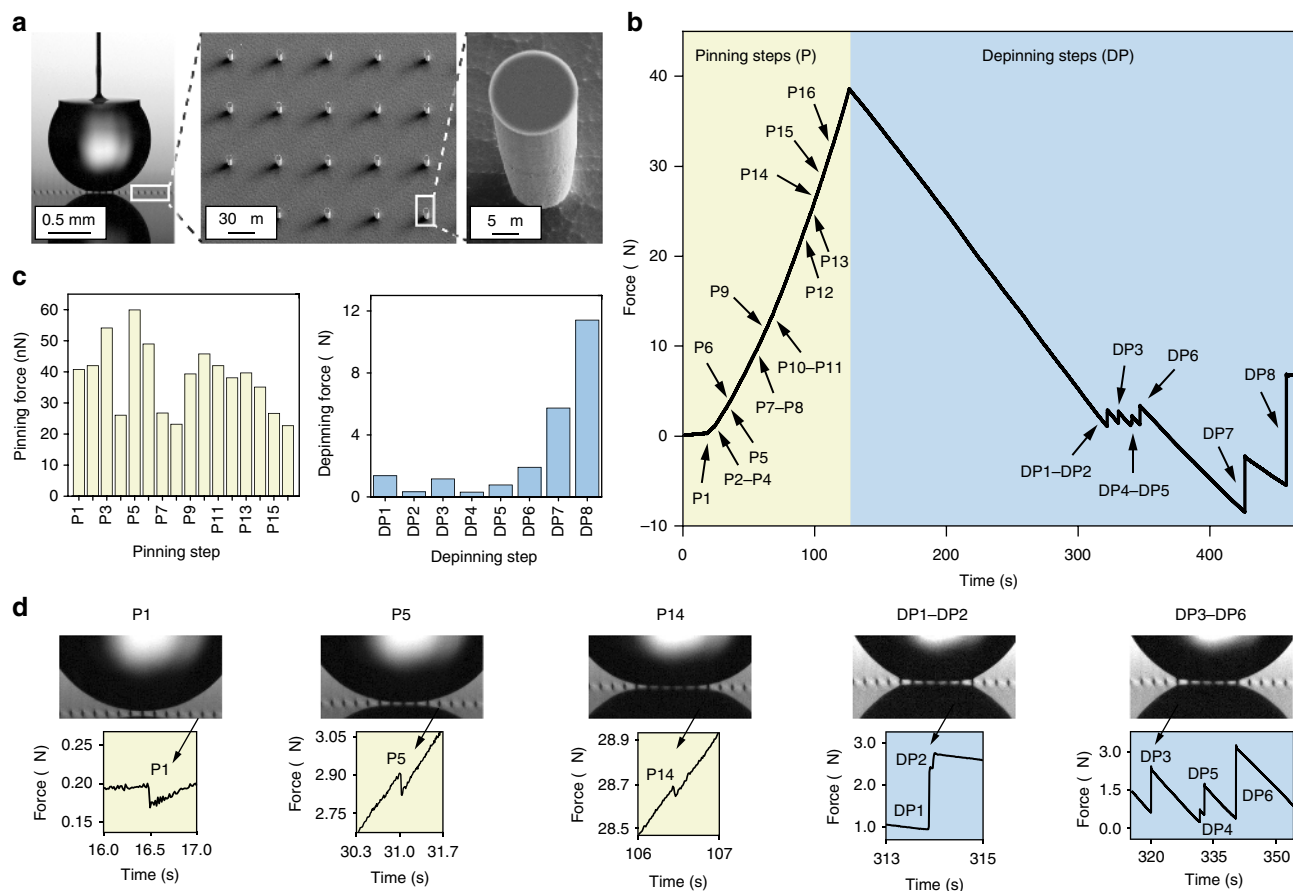 a
0.5 mm
30 m
5 m
b
Pinning steps (P)
Depinning steps (DP)
Force ( N)
40
30
20
10
0
–10
P16
P15
P14
P13
P12
P9
P10–P11
P6
P7–P8
P5
P2–P4
P1
DP3
DP6
DP8
DP7
DP1–DP2
DP4–DP5
0
100
200
300
400
Time (s)
c
Pinning force (nN)
60
50
40
30
20
10
0
P1
P3
P5
P7
P9
P11
P13
P15
Pinning step
Depinning force ( N)
12
8
4
0
DP1
DP2
DP3
DP4
DP5
DP6
DP7
DP8
Depinning step
d
P1
Force ( N)
0.25
0.20
0.15
P1
16.0 16.5 17.0
Time (s)
P5
Force ( N)
3.05
2.90
2.75
P5
30.3 31.0 31.7
Time (s)
P14
Force ( N)
28.9
28.7
28.5
P14
106 107
Time (s)
DP1–DP2
Force ( N)
3.0
2.0
1.0
DP2
DP1
313 315
Time (s)
DP3–DP6
Force ( N)
3.0
1.5
0.0
DP3
DP5
DP6
DP4
320 335 350
Time (s)